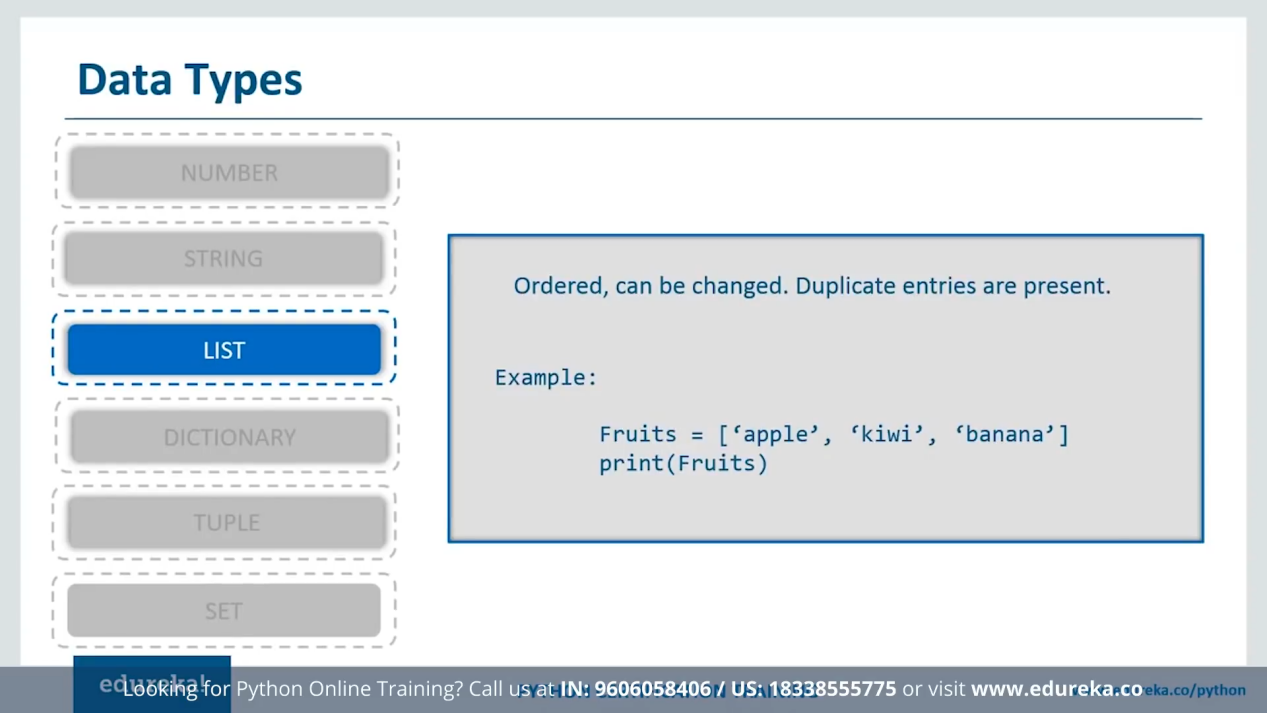 Data Types
NUMBER
STRING
LIST
DICTIONARY
TUPLE
SET
Ordered, can be changed. Duplicate entries are present.
Example:
Fruits = [‘apple’, ‘kiwi’, ‘banana’]
print(Fruits)
edureka!
Looking for Python Online Training? Call us at IN: 9606058406 / US: 18338555775 or visit www.edureka.co